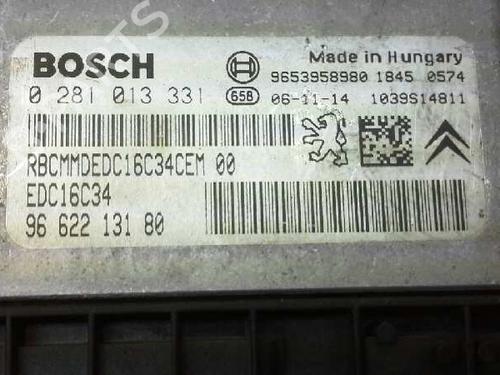 BOSCH
Made in Hungary
9653958980 1845 0574
0 281 013 331 65B 06-11-14 1039S14811
RBCMMDEDC16C34CEM 00
EDC16C34
96 622 131 80